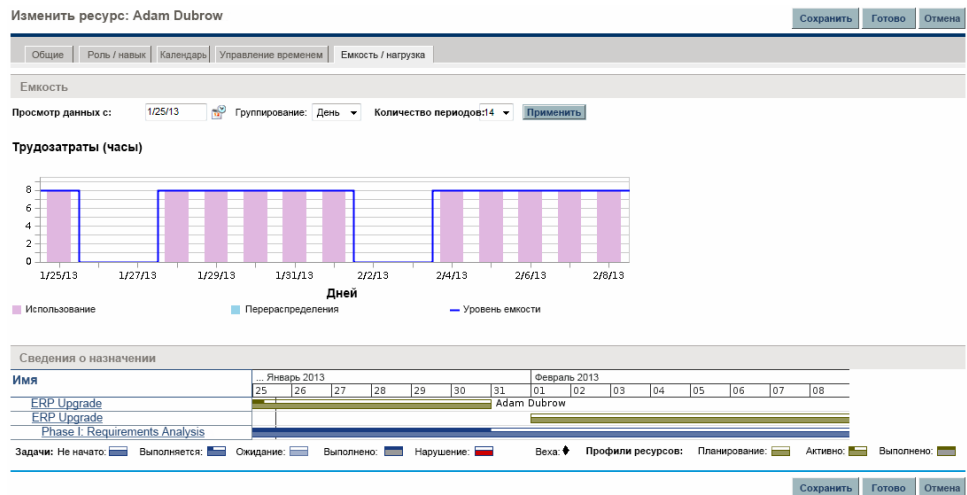 Изменить ресурс: Adam Dubrow
Сохранить Готово Отмена
Общие Роль / навык Календарь Управление временем Емкость / нагрузка
Емкость
Просмотр данных с: 1/25/13 Группирование: День Количество периодов:14 Применить
Трудозатраты (часы)
8
6
4
2
0
1/25/13 1/27/13 1/29/13 1/31/13 2/2/13 2/4/13 2/6/13 2/8/13
Дней
Использование Перераспределения Уровень емкости
Сведения о назначении
Имя ... Январь 2013 Февраль 2013
25 26 27 28 29 30 31 01 02 03 04 05 06 07 08
ERP Upgrade Adam Dubrow
ERP Upgrade
Phase I: Requirements Analysis
Задачи: Не начато: Выполняется: Ожидание: Выполнено: Нарушение: Веха: Профили ресурсов: Планирование: Активно: Выполнено:
Сохранить Готово Отмена